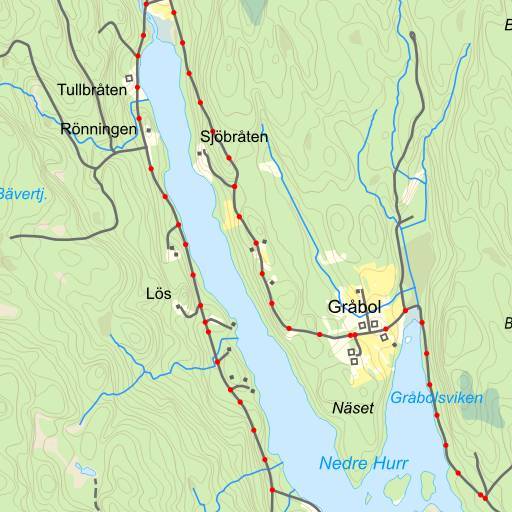 Tullbråten
Rönningen
Sjöbråten
Bävertj.
Lös
Gråbol
Näset
Gråbolsviken
Nedre Hurr